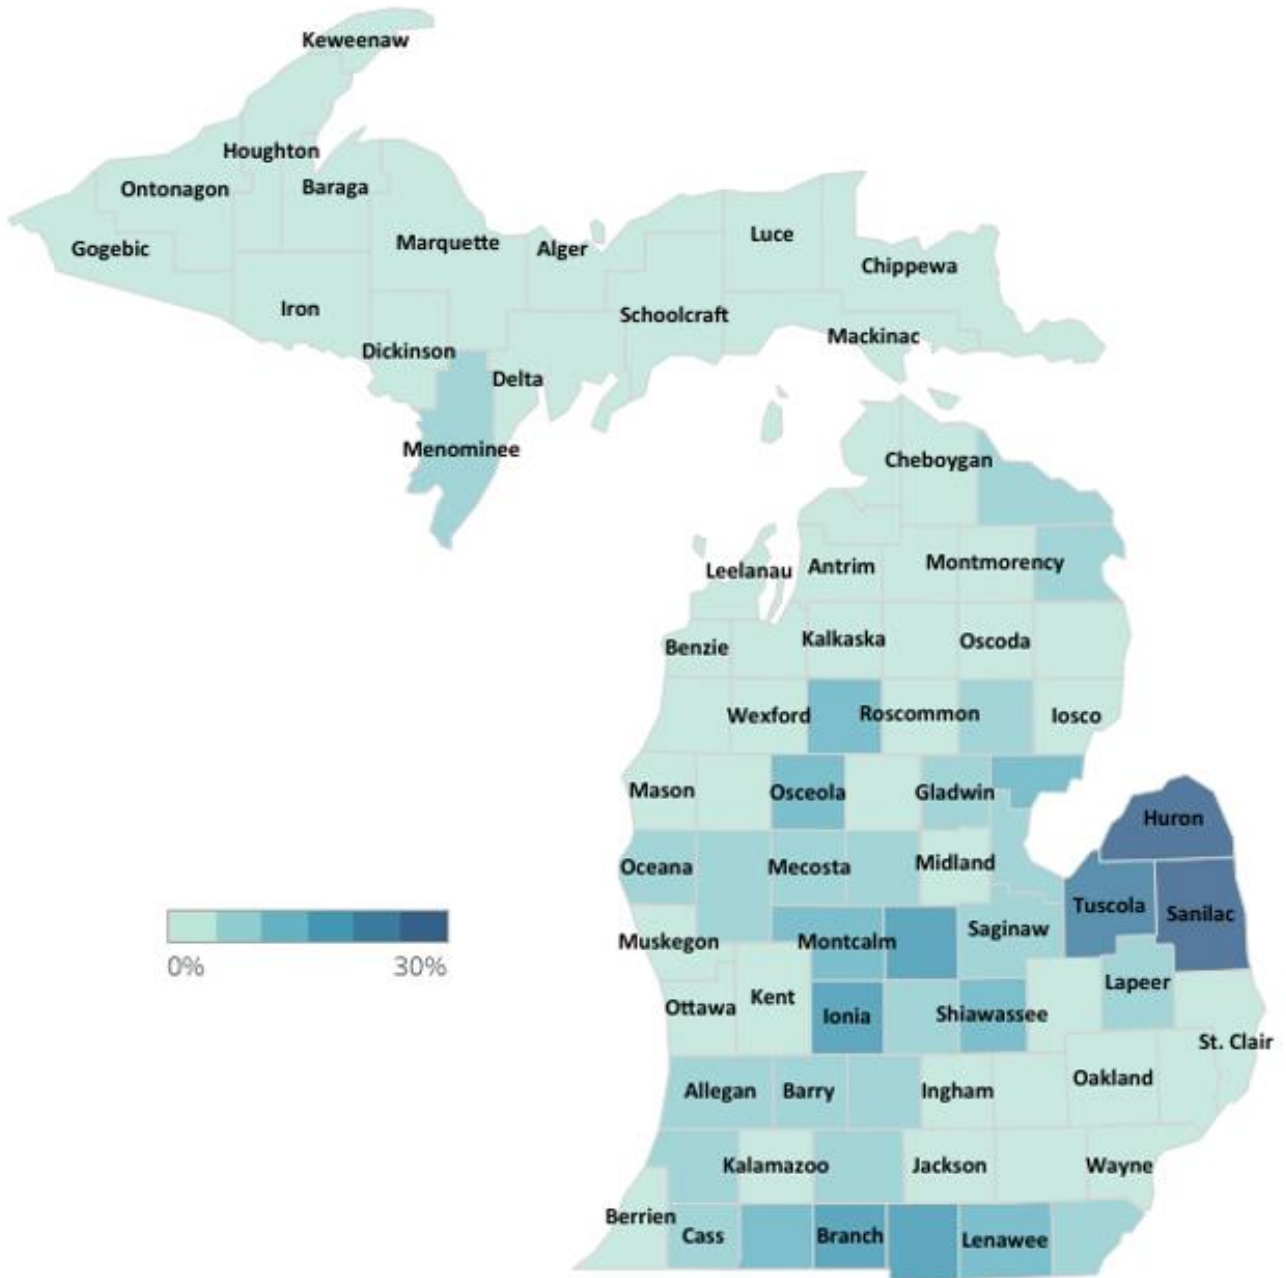 Keweenaw
Houghton
Ontonagon
Baraga
Gogebic
Marquette
Alger
Luce
Chippewa
Iron
Schoolcraft
Mackinac
Dickinson
Delta
Menominee
Cheboygan
Leelanau
Antrim
Montmorency
Benzie
Kalkaska
Oscoda
Wexford
Roscommon
Iosco
Mason
Osceola
Gladwin
Huron
Oceana
Mecosta
Midland
Tuscola
Sanilac
Muskegon
Montcalm
Saginaw
0%
30%
Ottawa
Kent
Ionia
Shiawassee
Lapeer
St. Clair
Allegan
Barry
Ingham
Oakland
Kalamazoo
Jackson
Wayne
Berrien
Cass
Branch
Lenawee